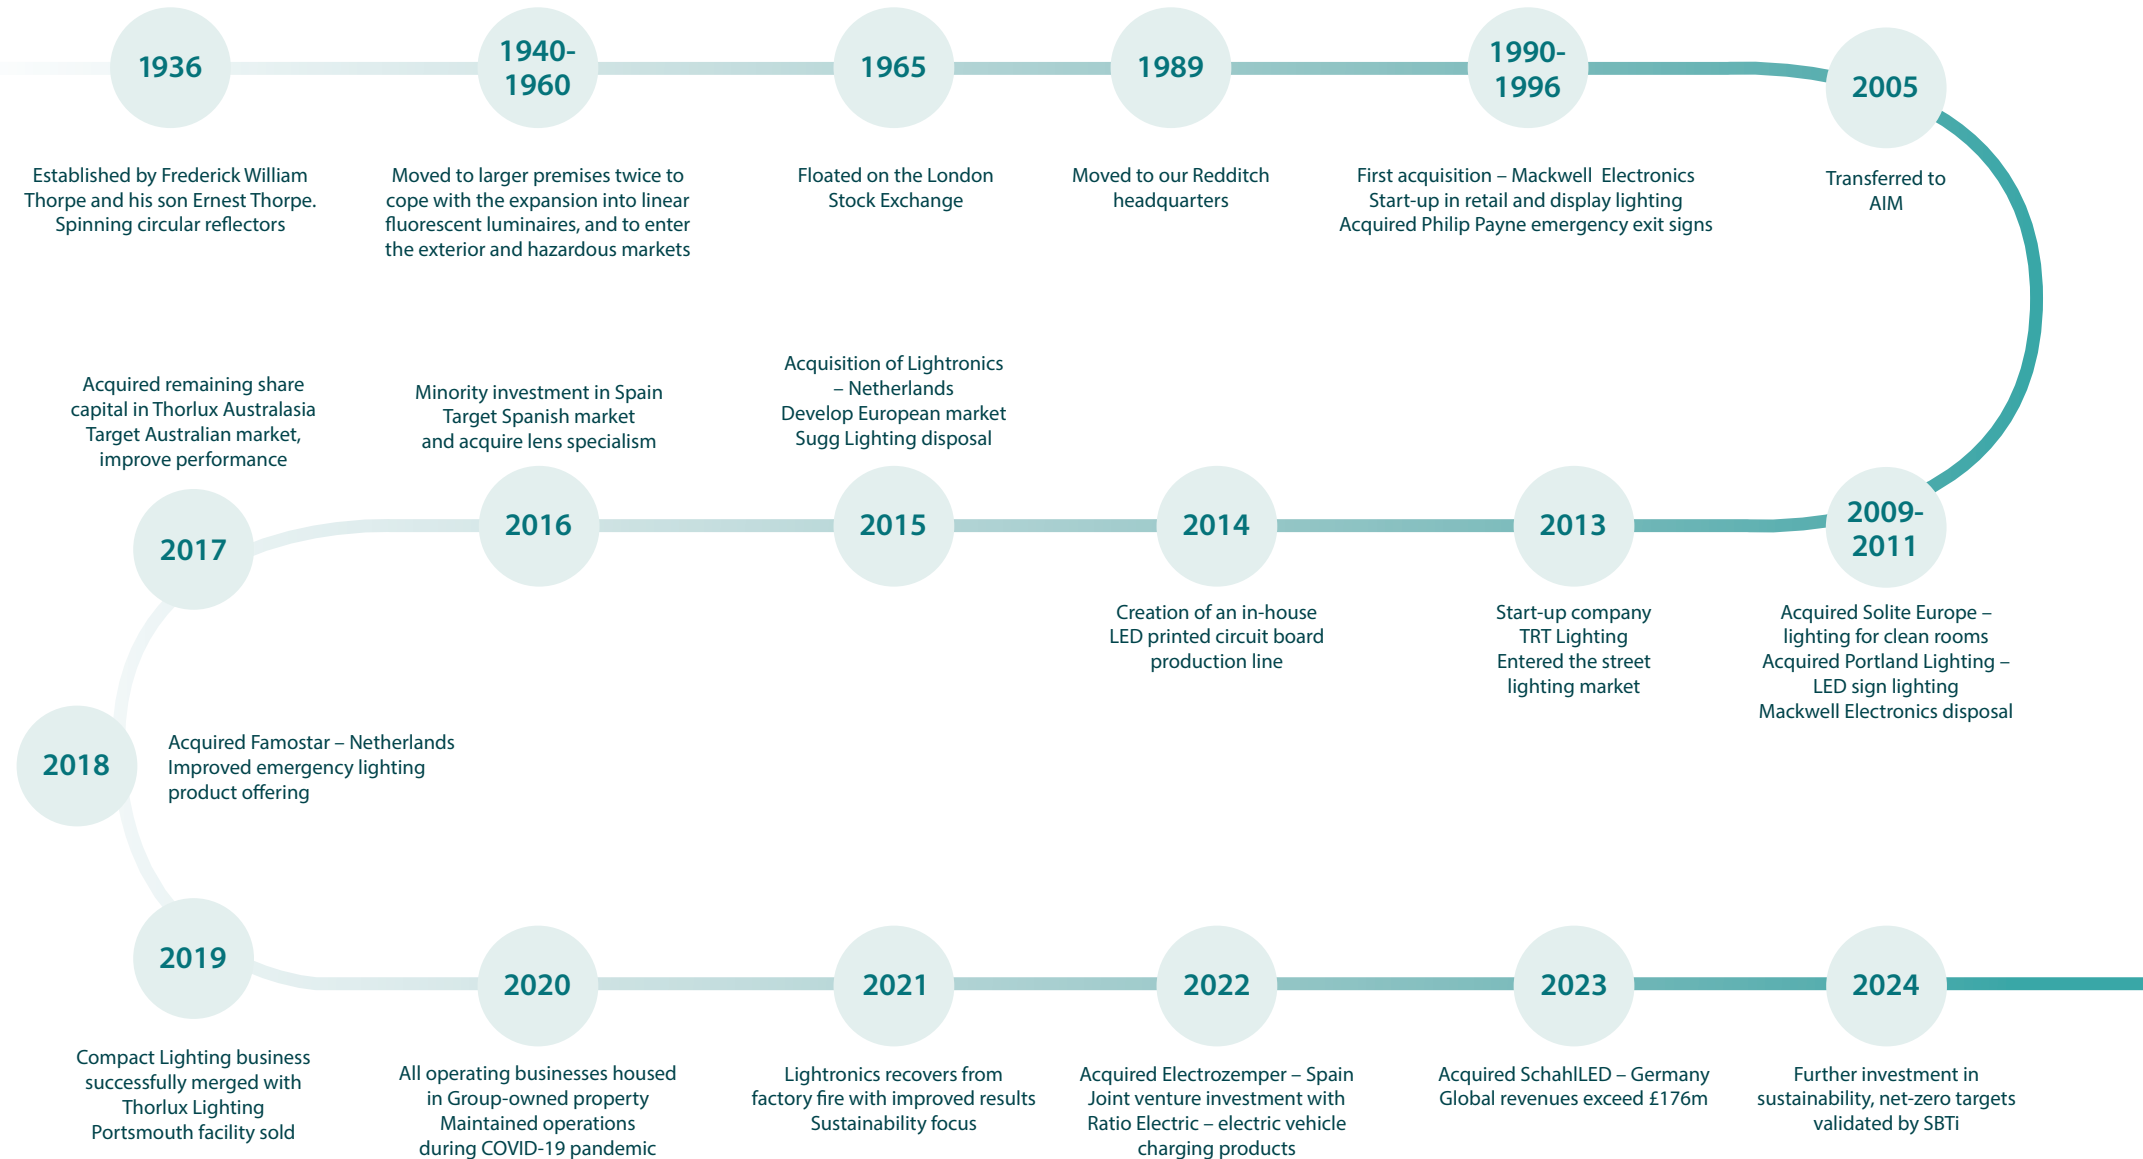 1936
Established by Frederick William
Thorpe and his son Ernest Thorpe.
Spinning circular reflectors
1940-
1960
Moved to larger premises twice to
cope with the expansion into linear
fluorescent luminaires, and to enter
the exterior and hazardous markets
1965
Floated on the London
Stock Exchange
1989
Moved to our Redditch
headquarters
1990-
1996
First acquisition – Mackwell Electronics
Start-up in retail and display lighting
Acquired Philip Payne emergency exit signs
2005
Transferred to
AIM
2009-
2011
Acquired Solite Europe –
lighting for clean rooms
Acquired Portland Lighting –
LED sign lighting
Mackwell Electronics disposal
2013
Start-up company
TRT Lighting
Entered the street
lighting market
2014
Creation of an in-house
LED printed circuit board
production line
Acquisition of Lightronics
– Netherlands
Develop European market
Sugg Lighting disposal
2015
Minority investment in Spain
Target Spanish market
and acquire lens specialism
2016
Acquired remaining share
capital in Thorlux Australasia
Target Australian market,
improve performance
2017
2018
Acquired Famostar – Netherlands
Improved emergency lighting
product offering
2019
Compact Lighting business
successfully merged with
Thorlux Lighting
Portsmouth facility sold
2020
All operating businesses housed
in Group-owned property
Maintained operations
during COVID-19 pandemic
2021
Lightronics recovers from
factory fire with improved results
Sustainability focus
2022
Acquired Electrozemper – Spain
Joint venture investment with
Ratio Electric – electric vehicle
charging products
2023
Acquired SchahlLED – Germany
Global revenues exceed £176m
2024
Further investment in
sustainability, net-zero targets
validated by SBTi